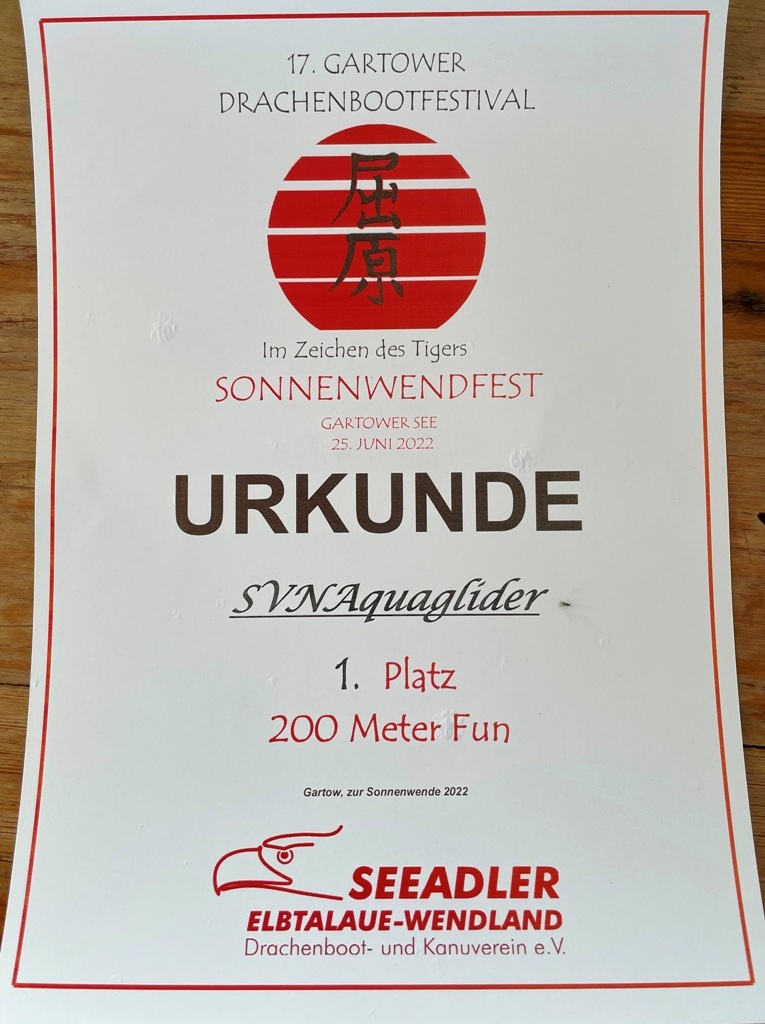 17. GARTOWER
DRACHENBOOTFESTIVAL
屈
原
Im Zeichen des Tigers
SONNENWENDFEST
GARTOWER SEE
25. JUNI 2022
URKUNDE
SVNAquaglider
1. Platz
200 Meter Fun
Gartow, zur Sonnenwende 2022
SEEADLER
ELBTALAUE-WENDLAND
Drachenboot- und Kanuverein e.V.